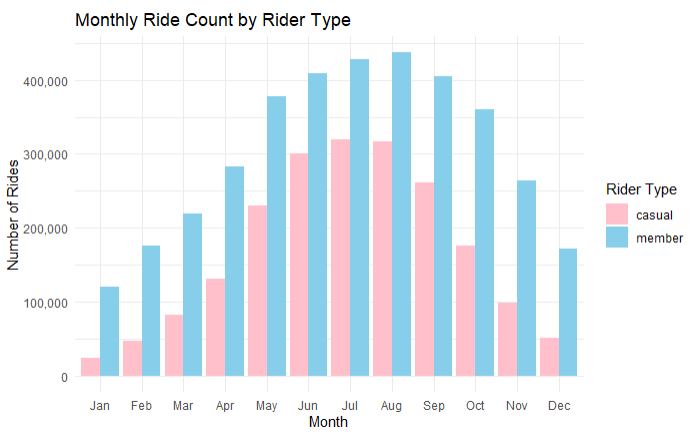 Monthly Ride Count by Rider Type
Number of Rides
400,000
300,000
200,000
100,000
0
Jan Feb Mar Apr May Jun Jul Aug Sep Oct Nov Dec
Month
Rider Type
casual
member